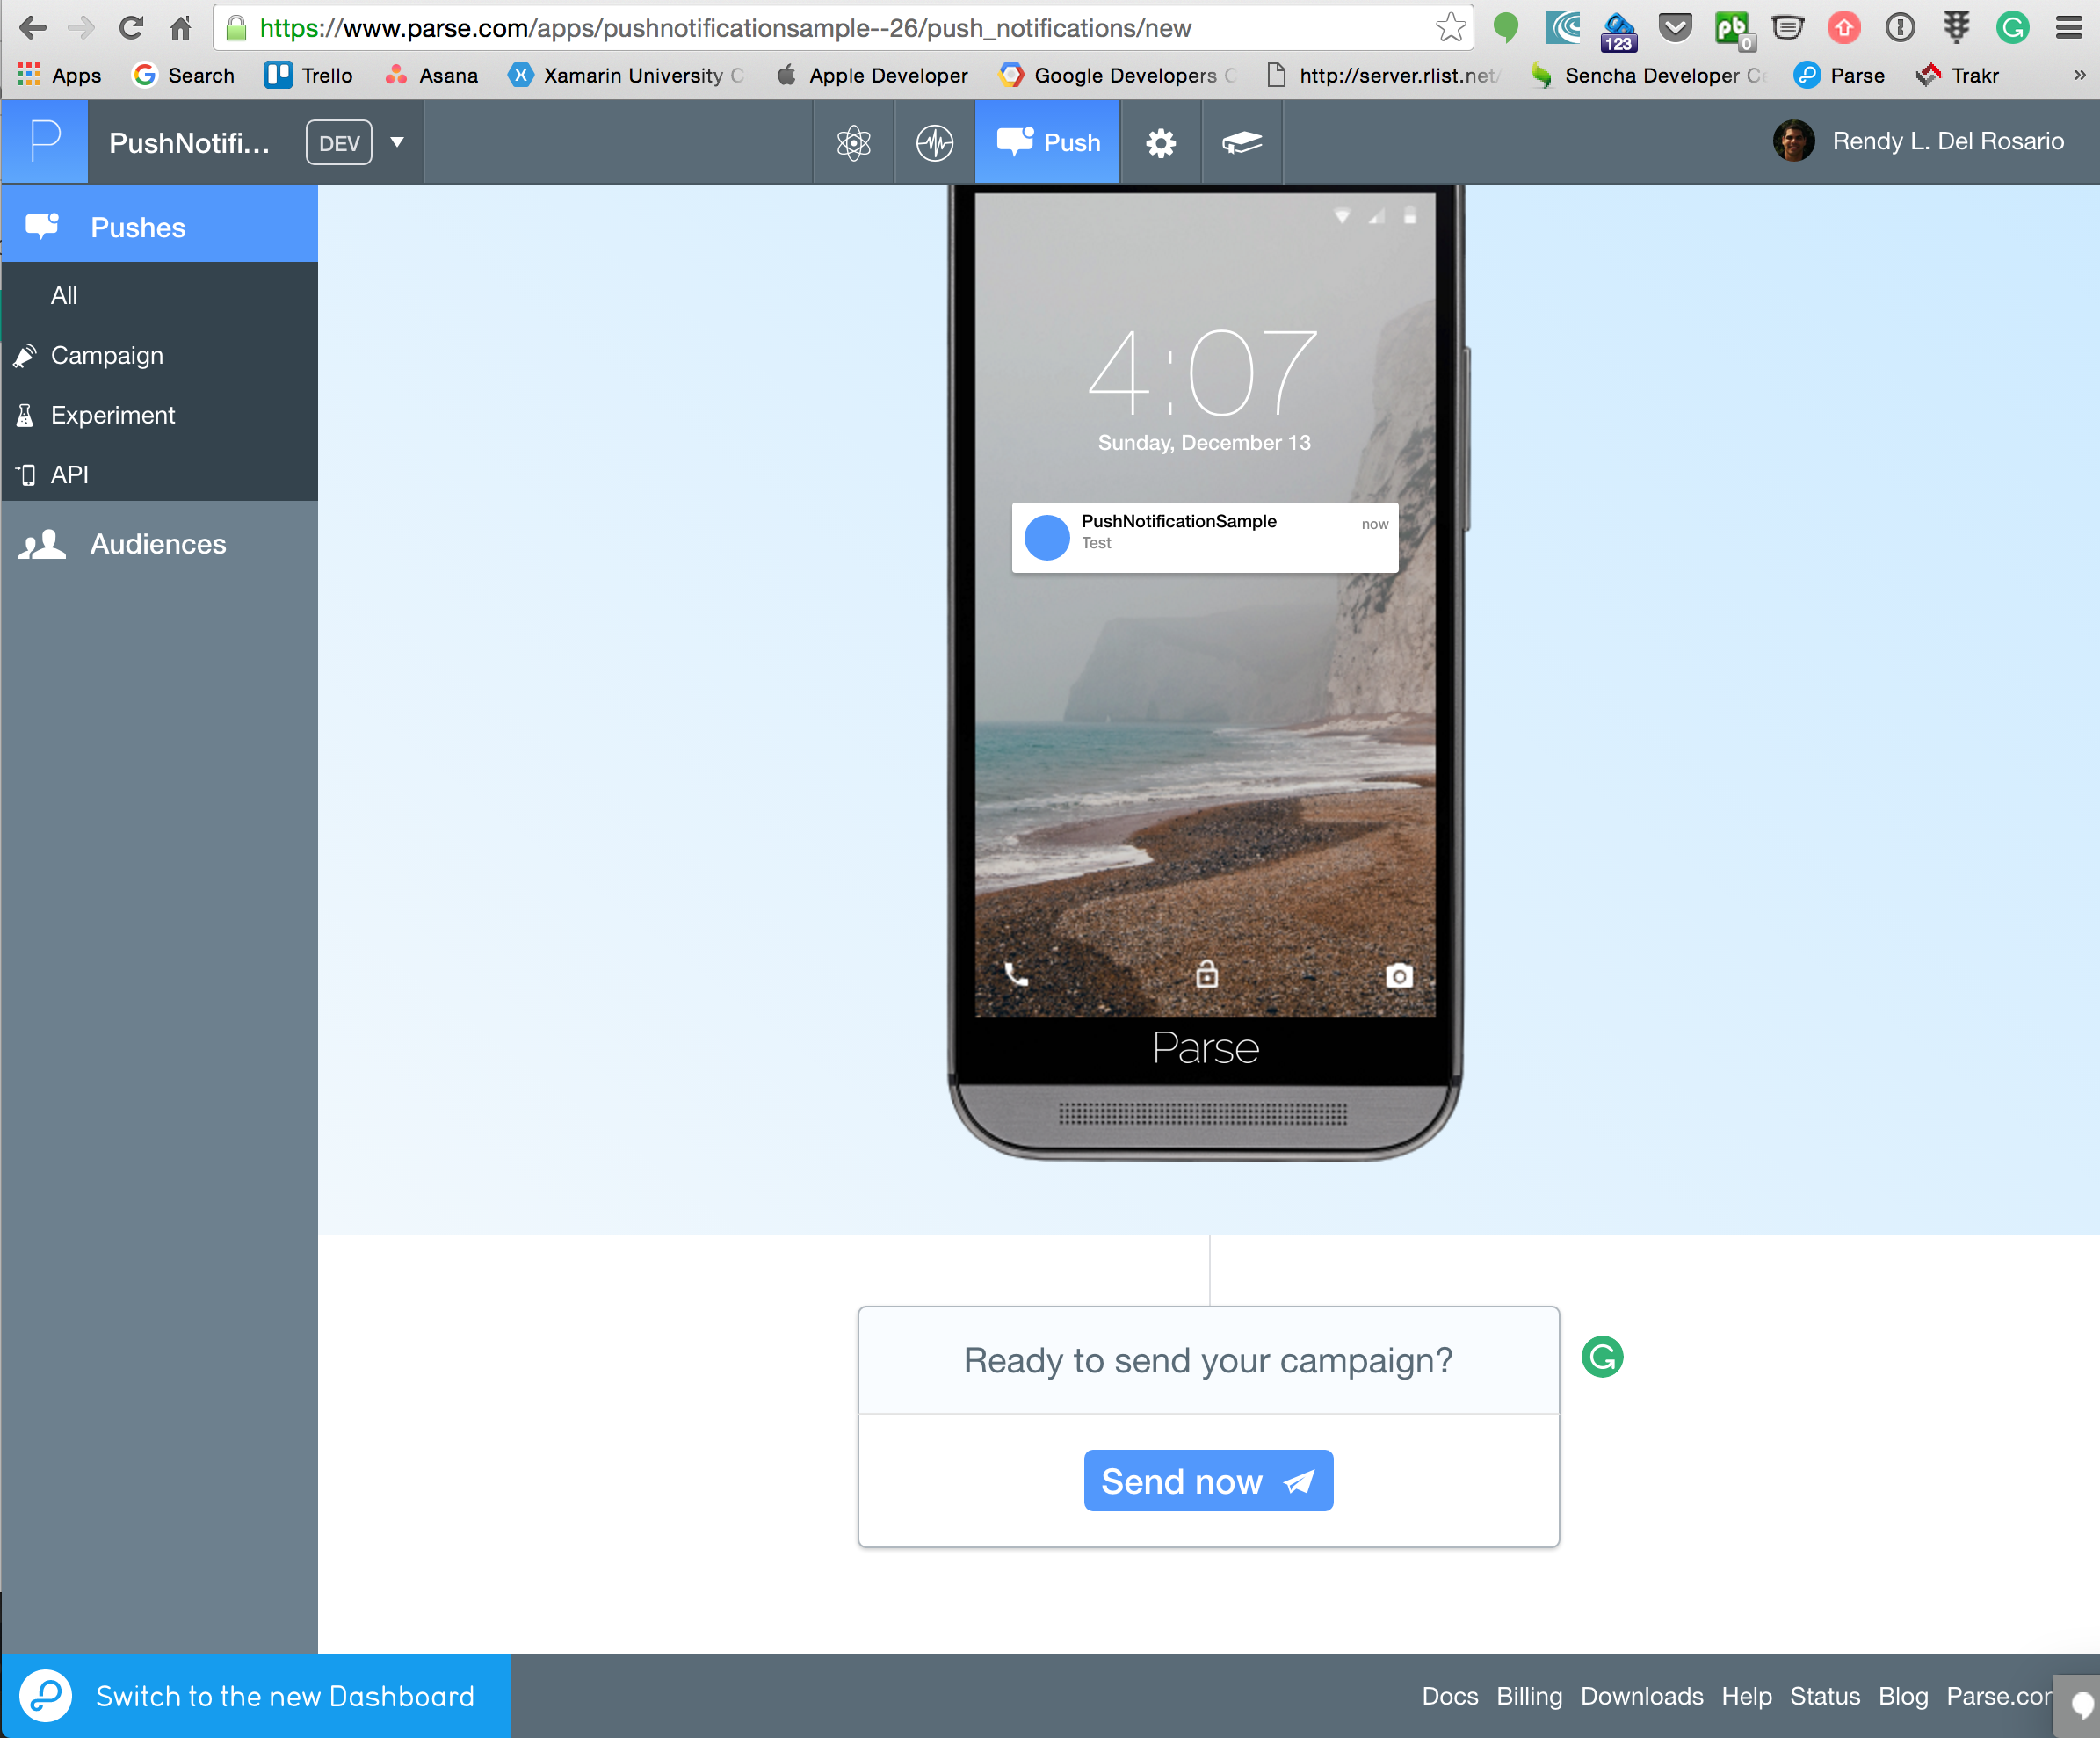 https://www.parse.com/apps/pushnotificationsample--26/push_notifications/new
123
pb
0
Apps
Search
Trello
Asana
Xamarin University
Apple Developer
Google Developers
http://server.rlist.net/
Sencha Developer
Parse
Trakr
»
P
PushNotifi...
DEV
Push
Rendy L. Del Rosario
Pushes
All
Campaign
Experiment
API
Audiences
4:07
Sunday, December 13
PushNotificationSample
now
Test
Parse
Ready to send your campaign?
Send now
Switch to the new Dashboard
Docs Billing Downloads Help Status Blog Parse.cor